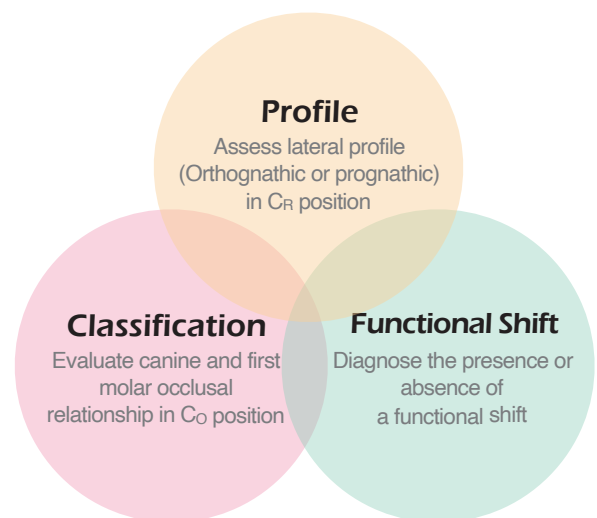 Profile
Assess lateral profile
(Orthognathic or prognathic)
in CR position
Classification
Evaluate canine and first
molar occlusal
relationship in CO position
Functional Shift
Diagnose the presence or
absence of
a functional shift